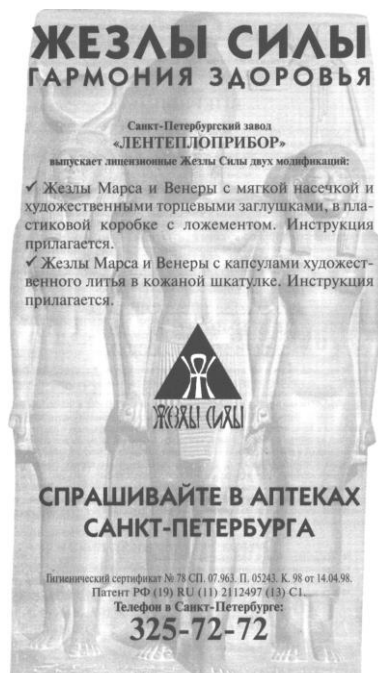 ЖЕЗЛЫ СИЛЫ
ГАРМОНИЯ ЗДОРОВЬЯ
Санкт-Петербургский завод
«ЛЕНТЕПЛОПРИБОР»
выпускает лицензионные Жезлы Силы двух модификаций:
✓ Жезлы Марса и Венеры с мягкой насечкой и
художественными торцевыми заглушками, в пла-
стиковой коробке с ложементом. Инструкция
прилагается.
✓ Жезлы Марса и Венеры с капсулами художест-
венного литья в кожаной шкатулке. Инструкция
прилагается.
ЖЕЗЛЫ СИЛЫ
СПРАШИВАЙТЕ В АПТЕКАХ
САНКТ-ПЕТЕРБУРГА
Гигиенический сертификат № 78 СП. 07.963. П. 05243. К. 98 от 14.04.98.
Патент РФ (19) RU (11) 2112497 (13) C1.
Телефон в Санкт-Петербурге:
325-72-72